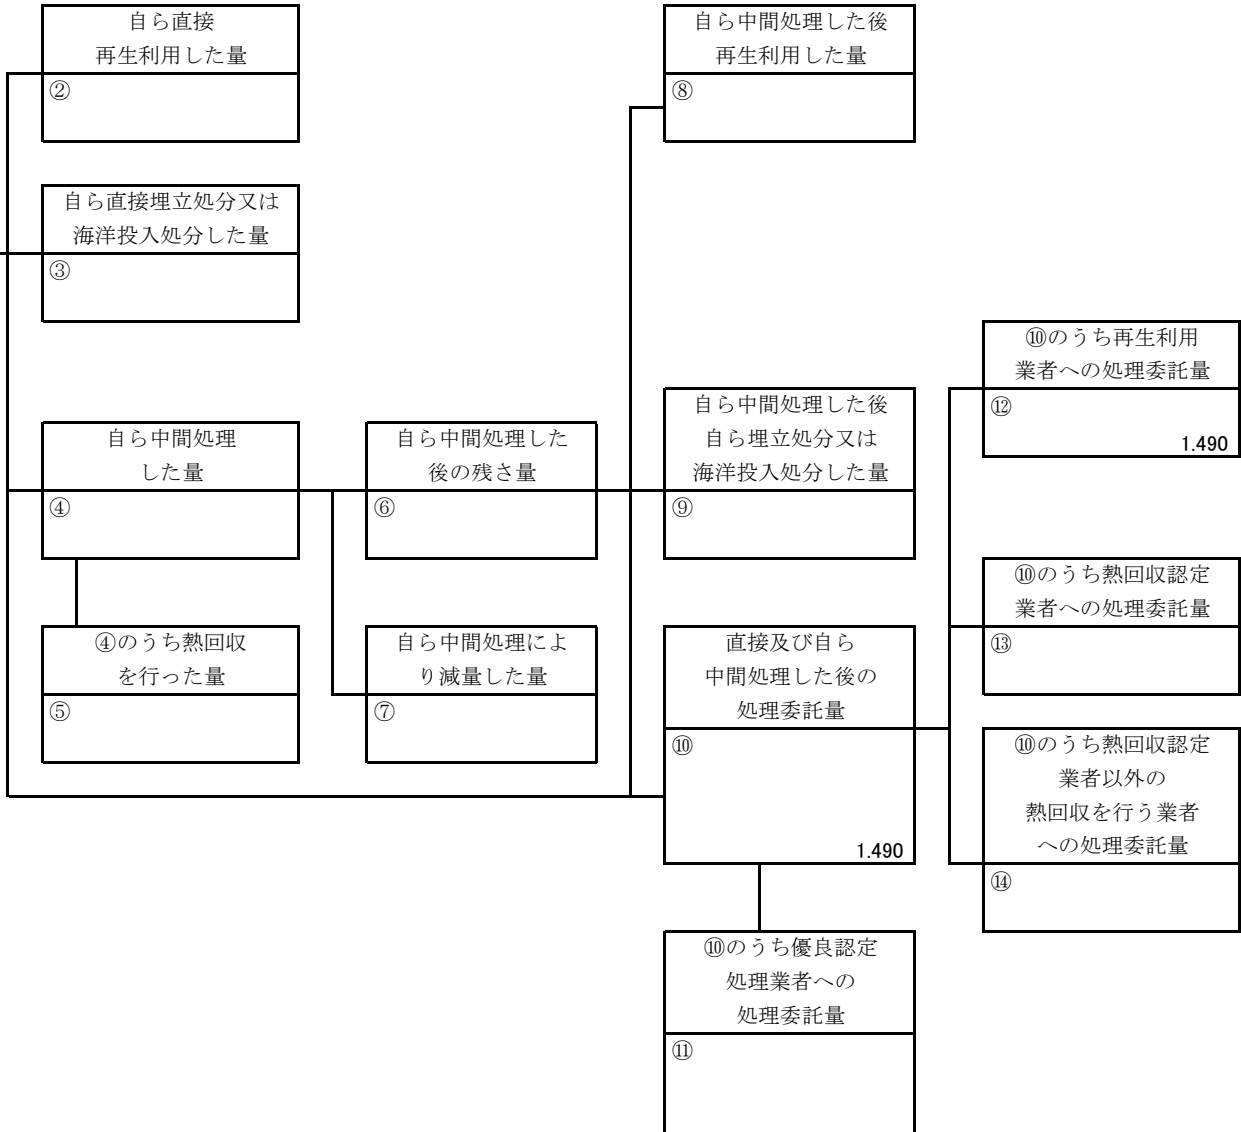 自ら直接
再生利用した量
②
自ら直接埋立処分又は
海洋投入処分した量
③
自ら中間処理
した量
④
④のうち熱回収
を行った量
⑤
自ら中間処理した
後の残さ量
⑥
自ら中間処理によ
り減量した量
⑦
自ら中間処理した後
再生利用した量
⑧
自ら中間処理した後
自ら埋立処分又は
海洋投入処分した量
⑨
直接及び自ら
中間処理した後の
処理委託量
⑩
1.490
⑩のうち優良認定
処理業者への
処理委託量
⑪
⑩のうち再生利用
業者への処理委託量
⑫
1.490
⑩のうち熱回収認定
業者への処理委託量
⑬
⑩のうち熱回収認定
業者以外の
熱回収を行う業者
への処理委託量
⑭